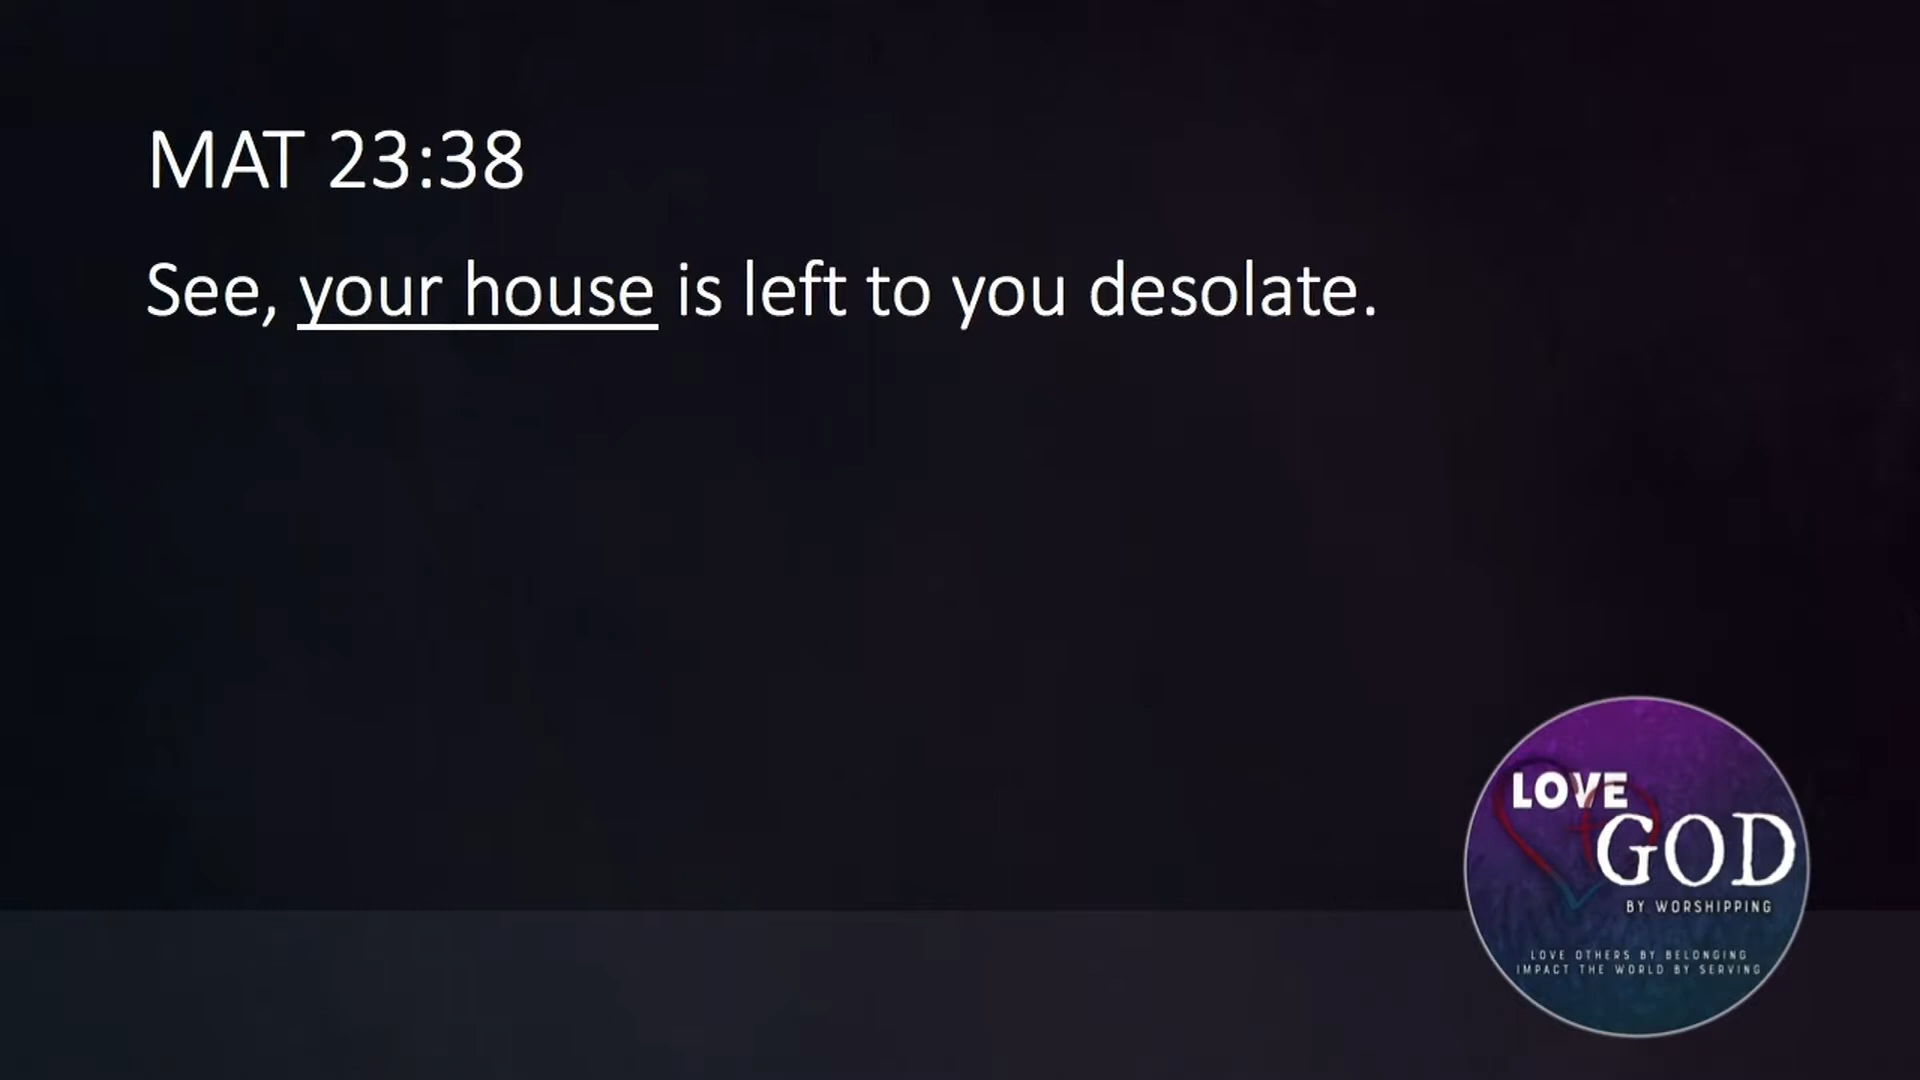 MAT 23:38
See, your house is left to you desolate.
LOVE
GOD
BY WORSHIPPING
LOVE OTHERS BY BELONGING
IMPACT THE WORLD BY SERVING